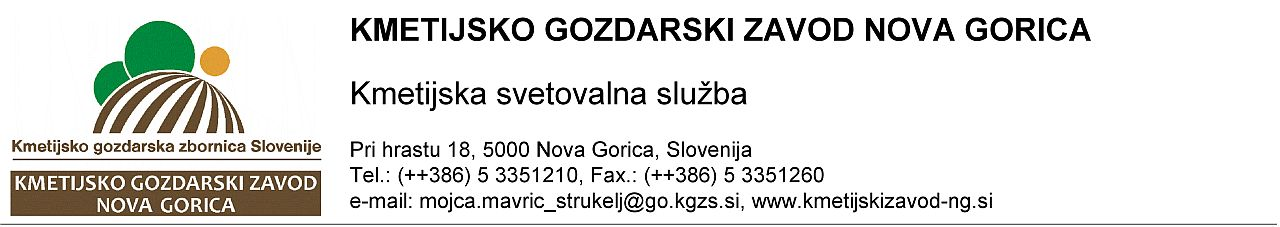 Kmetijsko gozdarska zbornica Slovenije
KMETIJSKO GOZDARSKI ZAVOD
NOVA GORICA
KMETIJSKO GOZDARSKI ZAVOD NOVA GORICA
Kmetijska svetovalna služba
Pri hrastu 18, 5000 Nova Gorica, Slovenija
Tel.: (++386) 5 3351210, Fax.: (++386) 5 3351260
e-mail: mojca.mavric_strukelj@go.kgzs.si, www.kmetijskizavod-ng.si